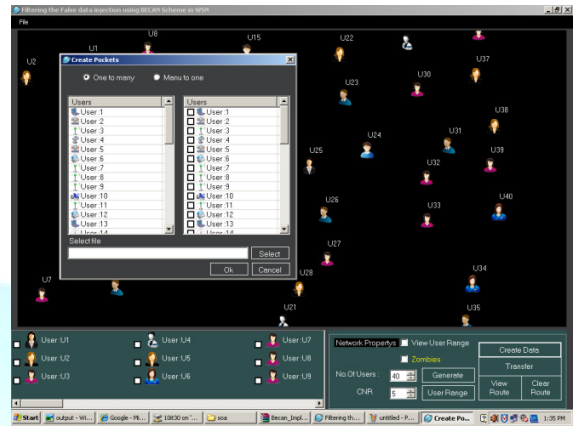 Filtering the False data injection using BECAN Scheme in WSN
File
U8
U15
U22
U1
U2
U37
U30
U23
U38
U31
U24
U25
U39
U32
U40
U26
U33
U27
U34
U28
U7
U21
U35
Create Packets
One to many
Manu to one
Users
User :1
User :2
User :3
User :4
User :5
User :6
User :7
User :8
User :9
User :10
User :11
User :12
User :13
User :14
Users
User :1
User :2
User :3
User :4
User :5
User :6
User :7
User :8
User :9
User :10
User :11
User :12
User :13
User :14
Select file
Select
Ok
Cancel
User :U1
User :U4
User :U7
User :U2
User :U5
User :U8
User :U3
User :U6
User :U9
Network Propertys
View User Range
Zombies
No.Of Users :
40
Generate
CNR
5
User Range
Create Data
Transfer
View Route
Clear Route
Start
output - Wi...
Google - Mi...
10X30 on '...
soa
Becan_Impl...
Filtering th...
untitled - P...
Create Pa...
1:35 PM